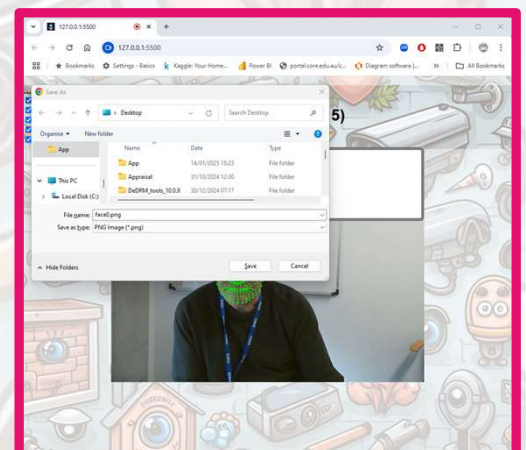 127.0.0.1:5500
127.0.0.1:5500
Bookmarks Settings - Basics Kaggle: Your Home... Power BI portal.core.edu.au/c... Diagram software |... » All Bookmarks
Save As
Desktop Search Desktop
Organise New folder
Name Date Type
App App 14/01/2025 15:23 File folder
Appraisal 31/10/2024 12:30 File folder
This PC DeDRM_tools_10.0.9 30/12/2024 07:17 File folder
Local Disk (C:)
File name: face0.png
Save as type: PNG Image (*.png)
Hide Folders Save Cancel
5)